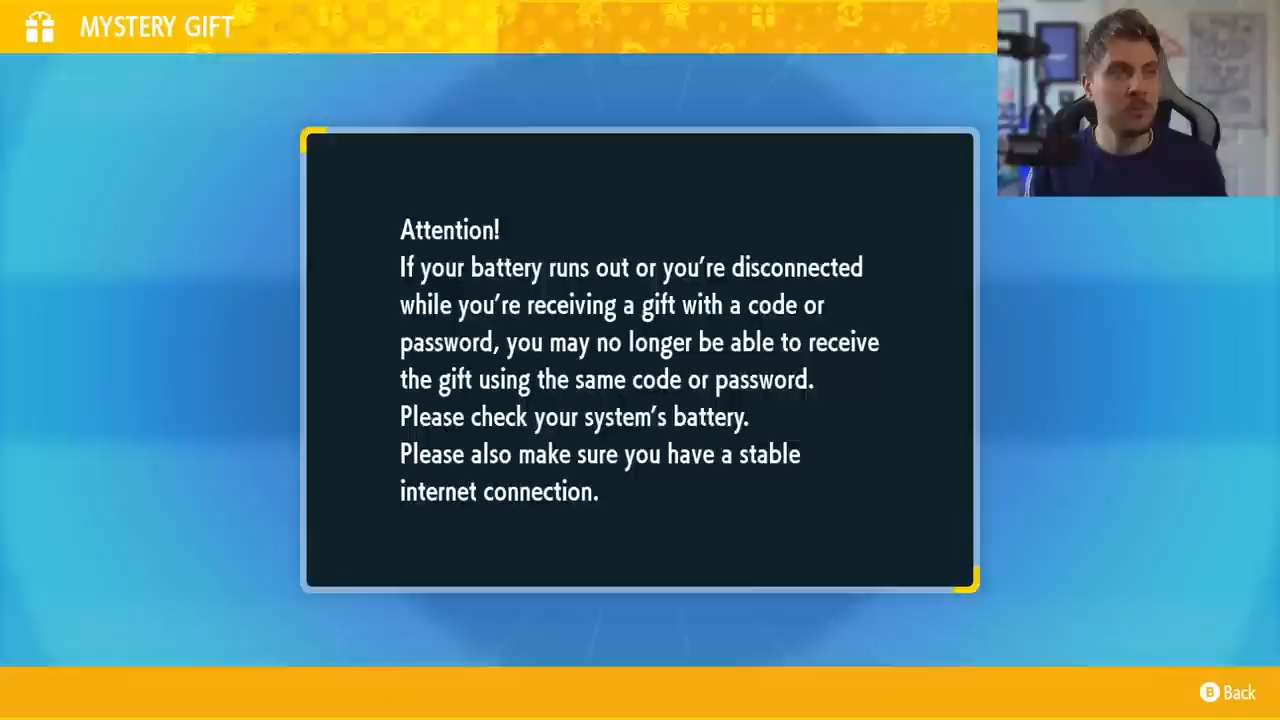 MYSTERY GIFT
Attention!
If your battery runs out or you're disconnected
while you're receiving a gift with a code or
password, you may no longer be able to receive
the gift using the same code or password.
Please check your system's battery.
Please also make sure you have a stable
internet connection.
B Back